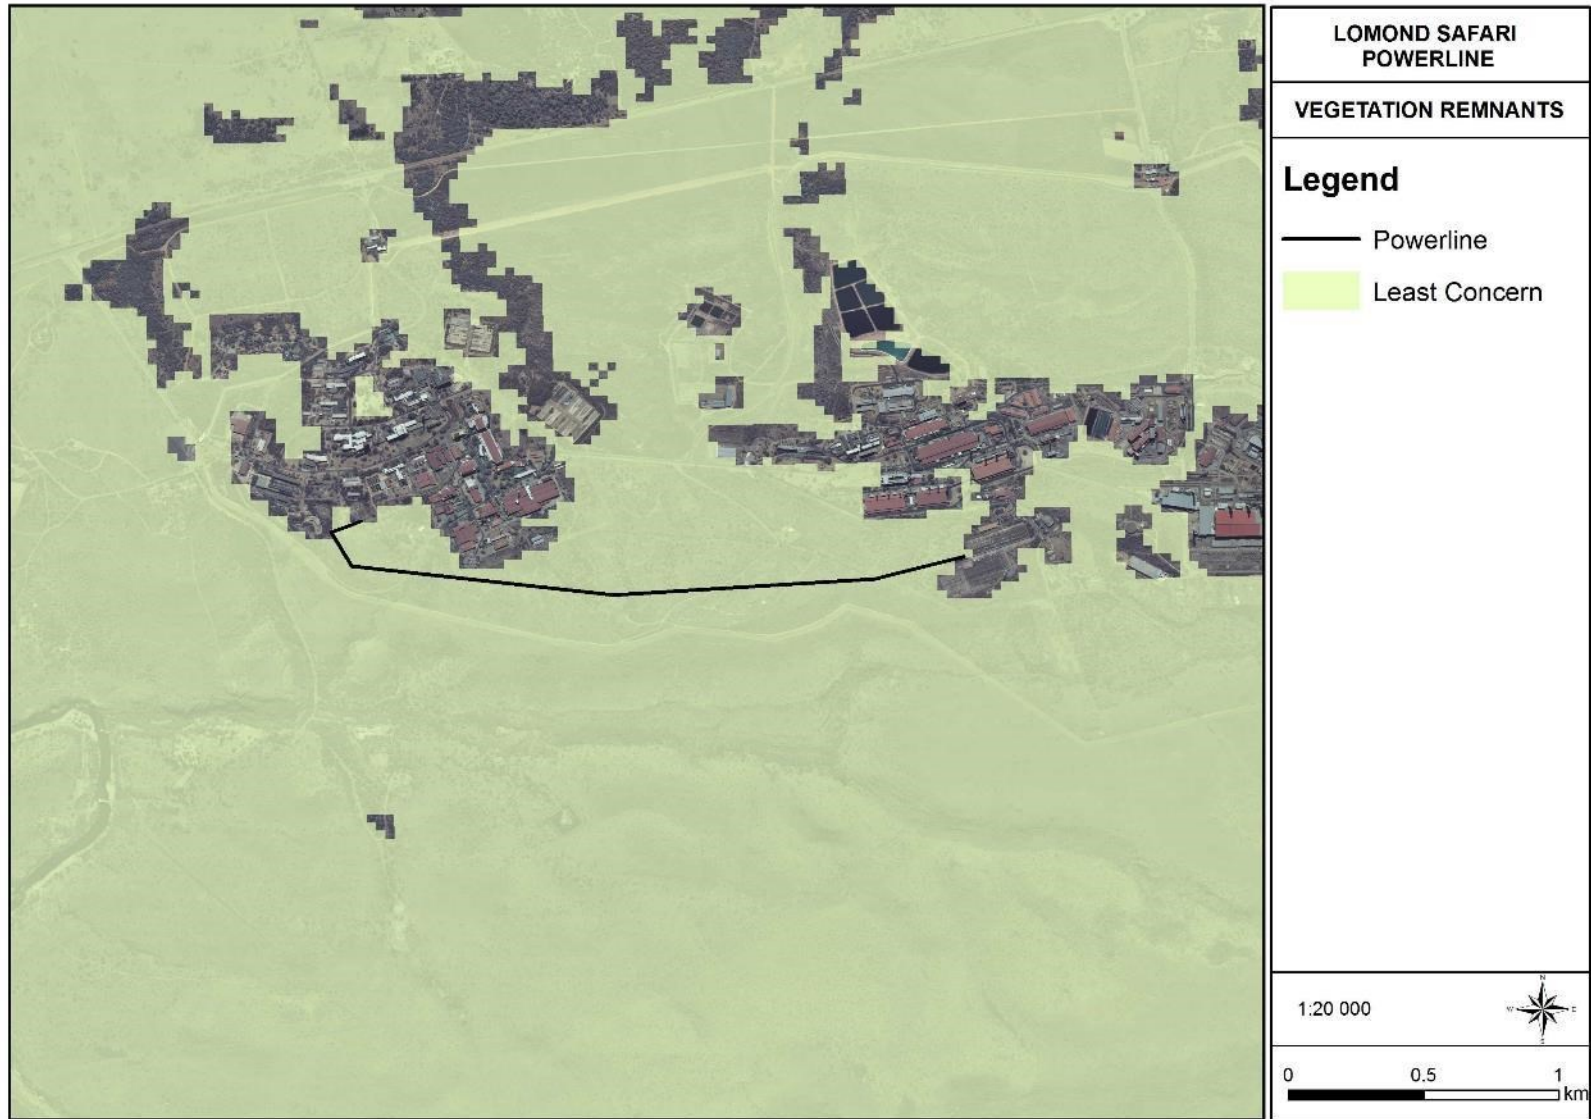 LOMOND SAFARI
POWERLINE
VEGETATION REMNANTS
Legend
Powerline
Least Concern
1:20 000
N
W E
S
0 0.5 1
km